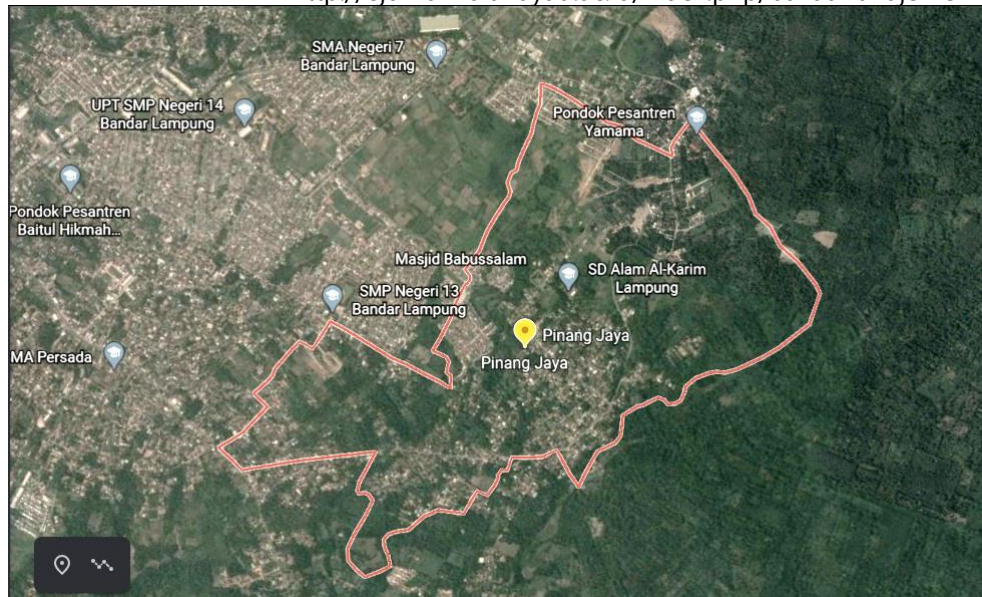 SMA Negeri 7
Bandar Lampung
UPT SMP Negeri 14
Bandar Lampung
Pondok Pesantren
Yamama
Pondok Pesantren
Baitul Hikmah...
Masjid Babussalam
SD Alam Al-Karim
Lampung
SMP Negeri 13
Bandar Lampung
MA Persada
Pinang Jaya
Pinang Jaya